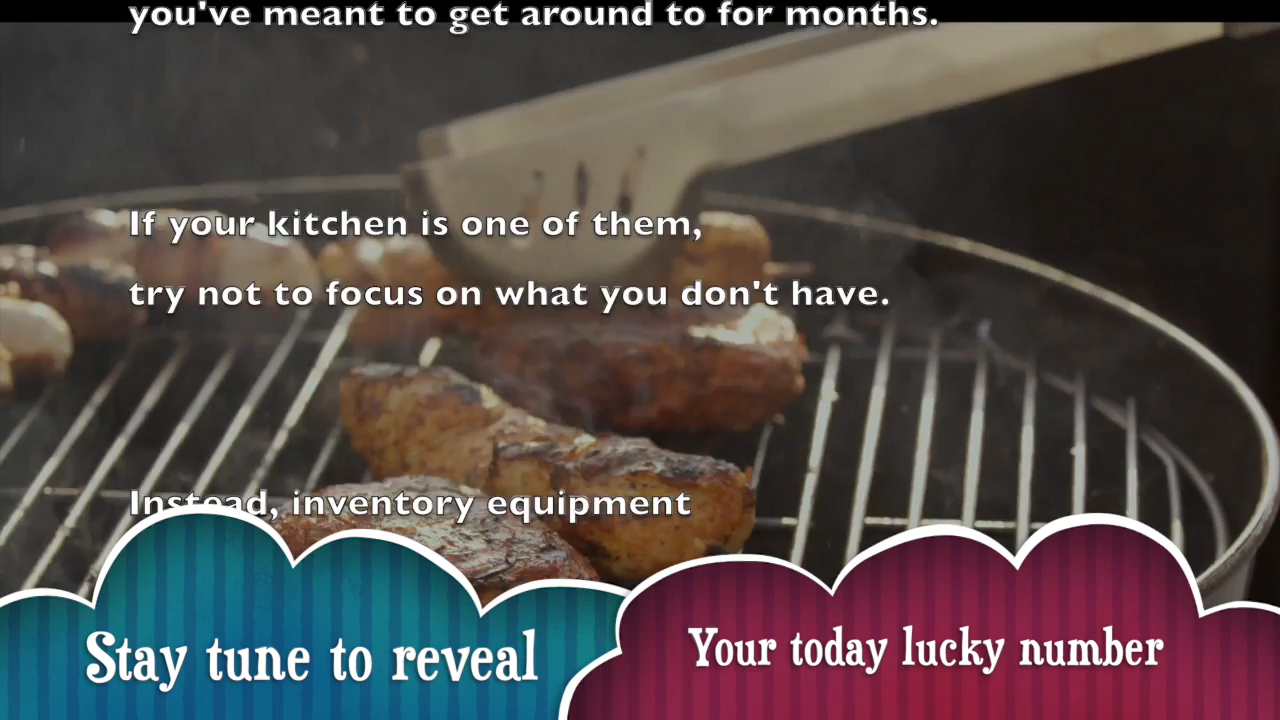 you've meant to get around to for months.
If your kitchen is one of them,
try not to focus on what you don't have.
Instead, inventory equipment
Stay tune to reveal
Your today lucky number